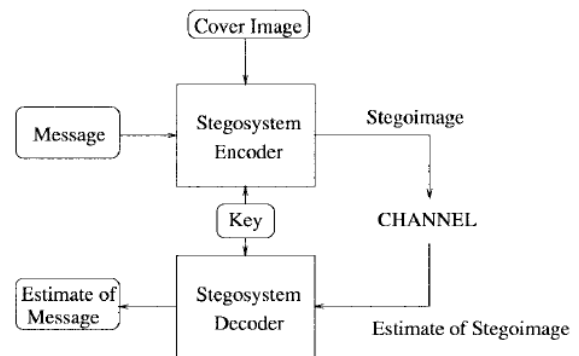 Cover Image
Message
Stegosystem
Encoder
Stegoimage
Key
CHANNEL
Estimate of
Message
Stegosystem
Decoder
Estimate of Stegoimage